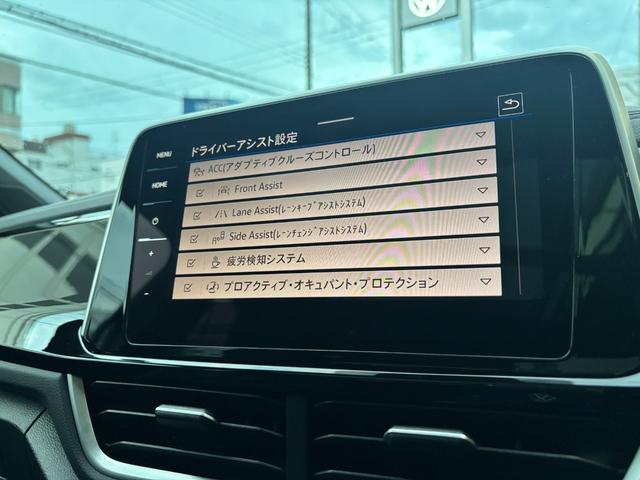 MENU
HOME
ドライバーアシスト設定
ACC(アダプティブクルーズコントロール)
Front Assist
Lane Assist(レーンキープアシストシステム)
Side Assist(レーンチェンジアシストシステム)
疲労検知システム
プロアクティブ・オキュパント・プロテクション
+
-